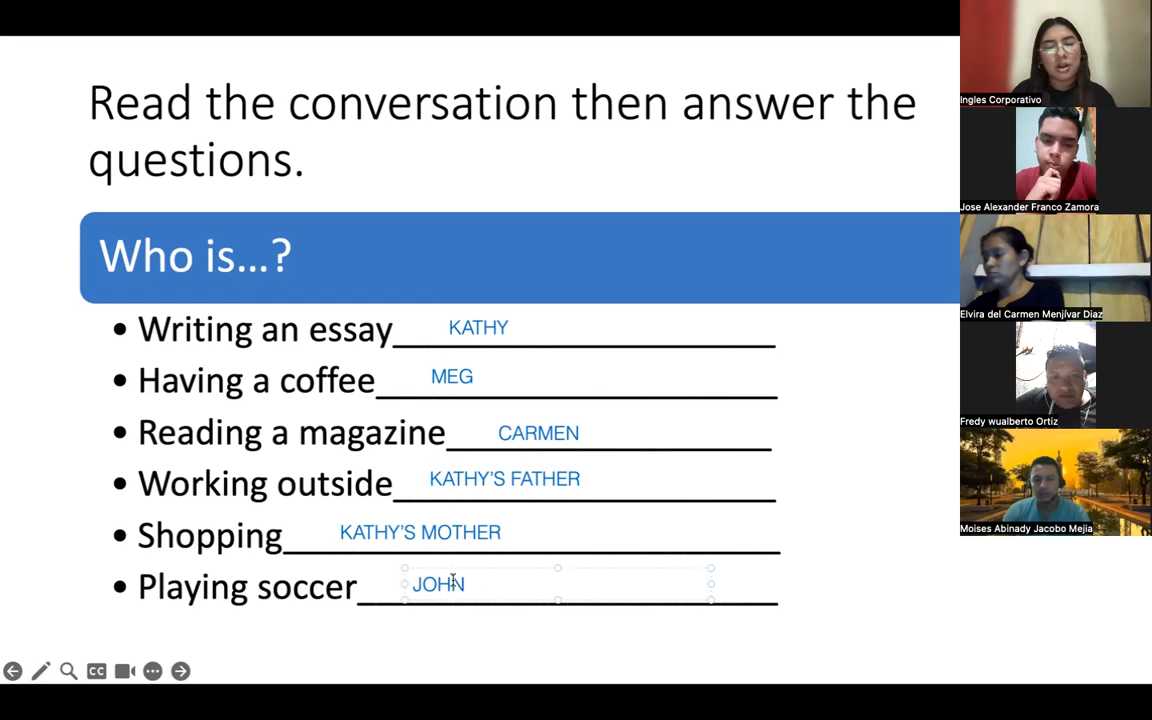 Read the conversation then answer the
questions.
Who is...?
• Writing an essay KATHY
• Having a coffee MEG
• Reading a magazine CARMEN
• Working outside KATHY'S FATHER
• Shopping KATHY'S MOTHER
• Playing soccer JOHN
Ingles Corporativo
Jose Alexander Franco Zamora
Elvira del Carmen Menjívar Diaz
Fredy wualberto Ortiz
Moises Abinady Jacobo Mejia
CC